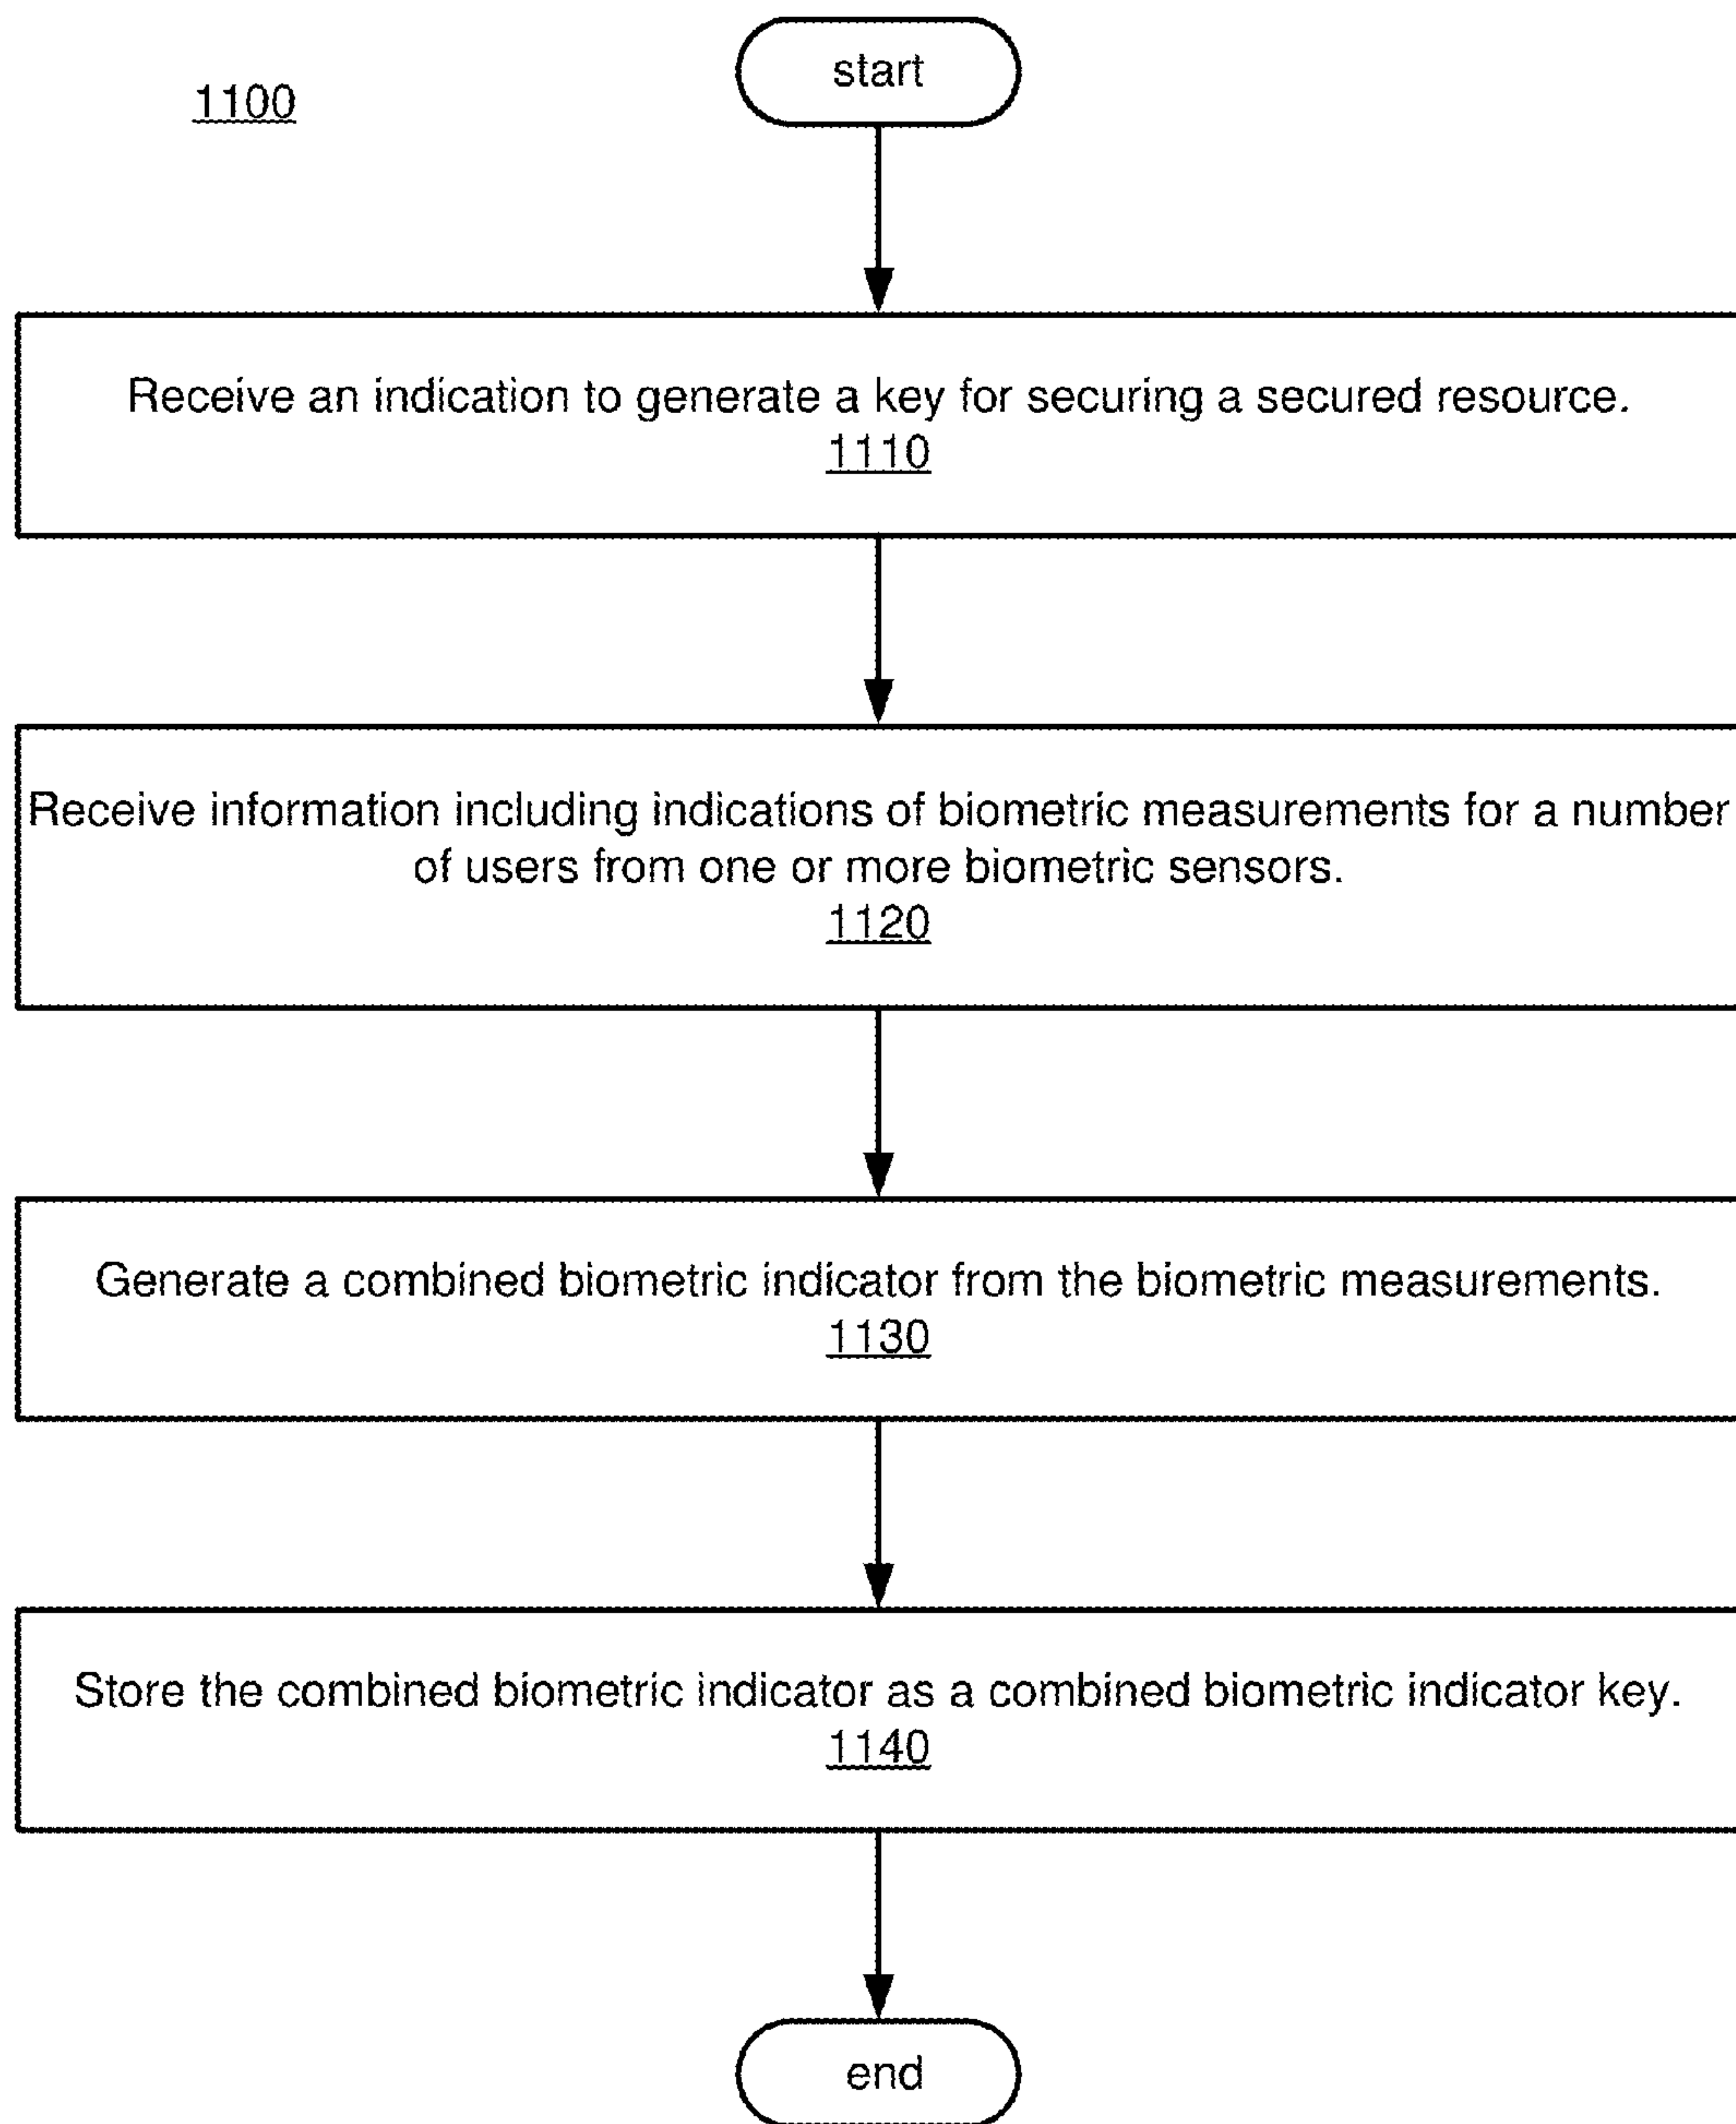 start
1100
Receive an indication to generate a key for securing a secured resource.
1110
Receive information including indications of biometric measurements for a number
of users from one or more biometric sensors.
1120
Generate a combined biometric indicator from the biometric measurements.
1130
Store the combined biometric indicator as a combined biometric indicator key.
1140
end